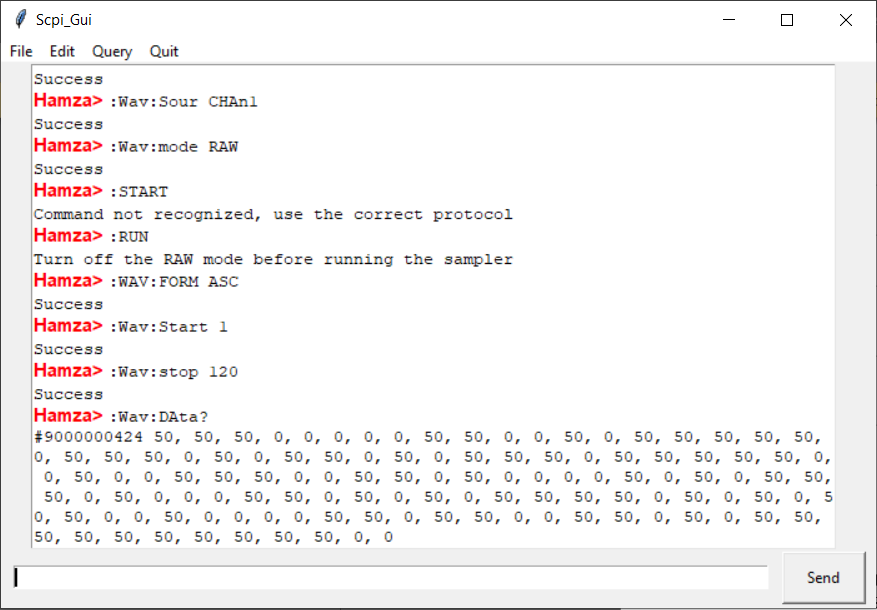 Scpi_Gui
File Edit Query Quit
Success
Hamza> :Wav:Sour CHAn1
Success
Hamza> :Wav:mode RAW
Success
Hamza> :START
Command not recognized, use the correct protocol
Hamza> :RUN
Turn off the RAW mode before running the sampler
Hamza> :WAV:FORM ASC
Success
Hamza> :Wav:Start 1
Success
Hamza> :Wav:stop 120
Success
Hamza> :Wav:DAta?
#9000000424 50, 50, 50, 0, 0, 0, 0, 0, 50, 50, 0, 0, 50, 0, 50, 50, 50, 50, 50,
0, 50, 50, 50, 0, 50, 0, 50, 50, 0, 50, 0, 50, 50, 50, 0, 50, 50, 50, 50, 50, 0,
0, 50, 0, 0, 50, 50, 50, 0, 0, 50, 50, 0, 50, 0, 0, 0, 0, 50, 0, 50, 0, 50, 50,
50, 0, 50, 0, 0, 0, 50, 50, 0, 50, 0, 50, 0, 50, 50, 50, 50, 50, 0, 50, 0, 50, 0, 5
0, 50, 0, 0, 50, 0, 0, 0, 0, 50, 50, 0, 50, 50, 0, 0, 50, 50, 0, 50, 0, 50, 50,
50, 50, 50, 50, 50, 50, 50, 50, 0, 0
Send